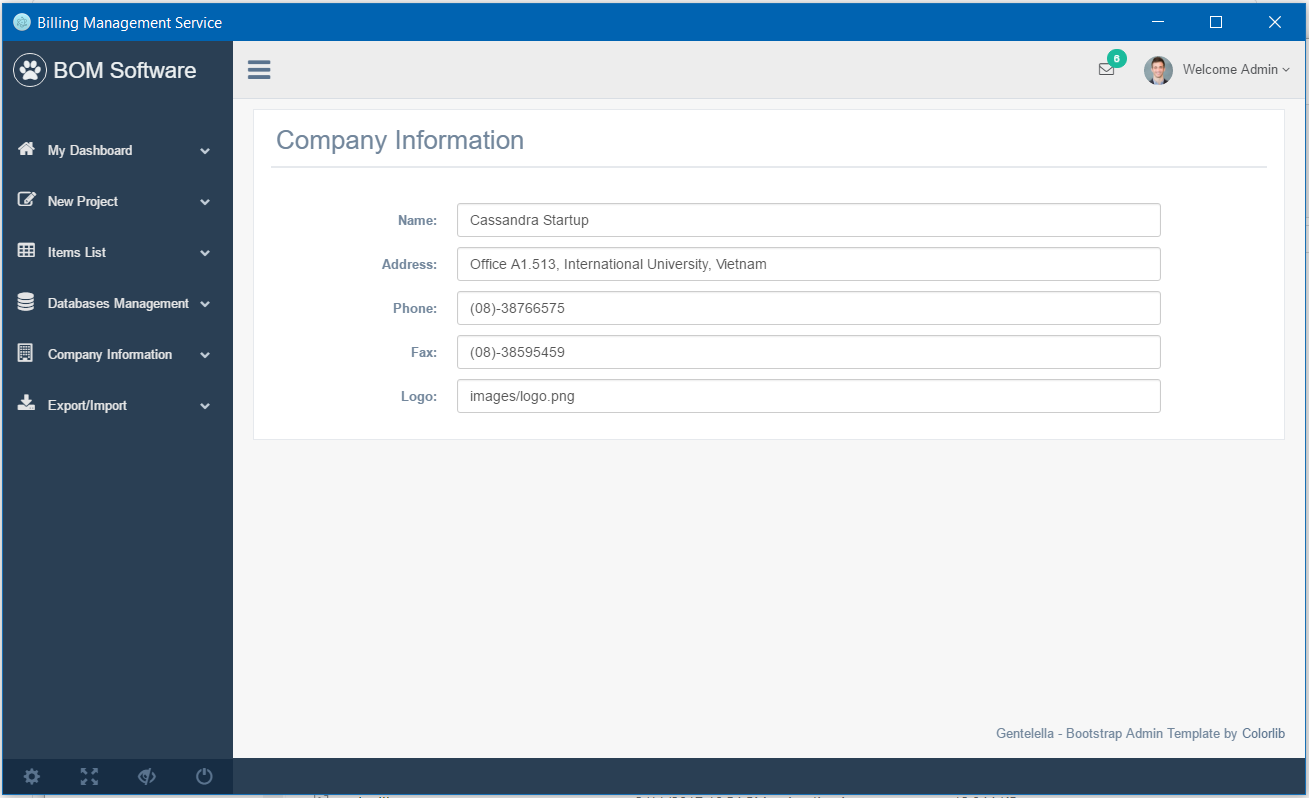 Billing Management Service
BOM Software
6
Welcome Admin
My Dashboard
New Project
Items List
Databases Management
Company Information
Export/Import
Company Information
Name: Cassandra Startup
Address: Office A1.513, International University, Vietnam
Phone: (08)-38766575
Fax: (08)-38595459
Logo: images/logo.png
Gentelella - Bootstrap Admin Template by Colorlib